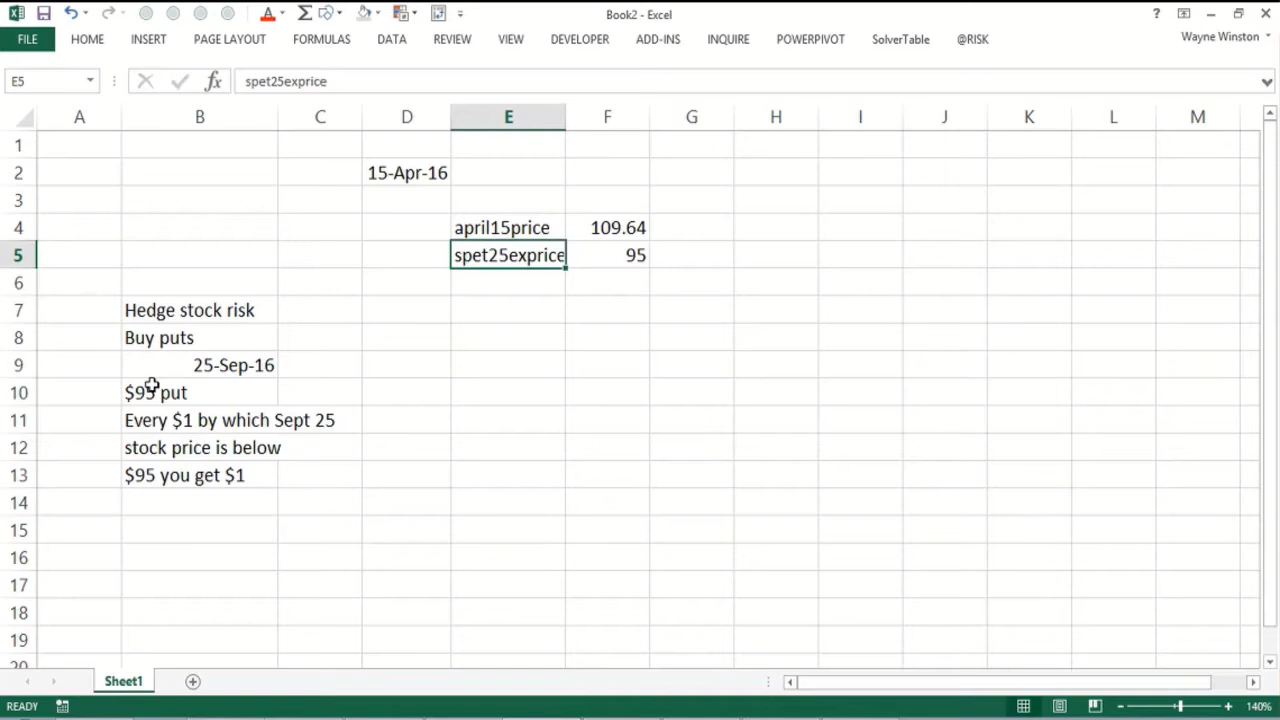 Book2 - Excel
FILE HOME INSERT PAGE LAYOUT FORMULAS DATA REVIEW VIEW DEVELOPER ADD-INS INQUIRE POWERPIVOT SolverTable @RISK Wayne Winston
E5 fx spet25exprice
A B C D E F G H I J K L M
1
2 15-Apr-16
3
4 april15price 109.64
5 spet25exprice 95
6
7 Hedge stock risk
8 Buy puts
9 25-Sep-16
10 $95 put
11 Every $1 by which Sept 25
12 stock price is below
13 $95 you get $1
14
15
16
17
18
19
20
Sheet1
READY 140%